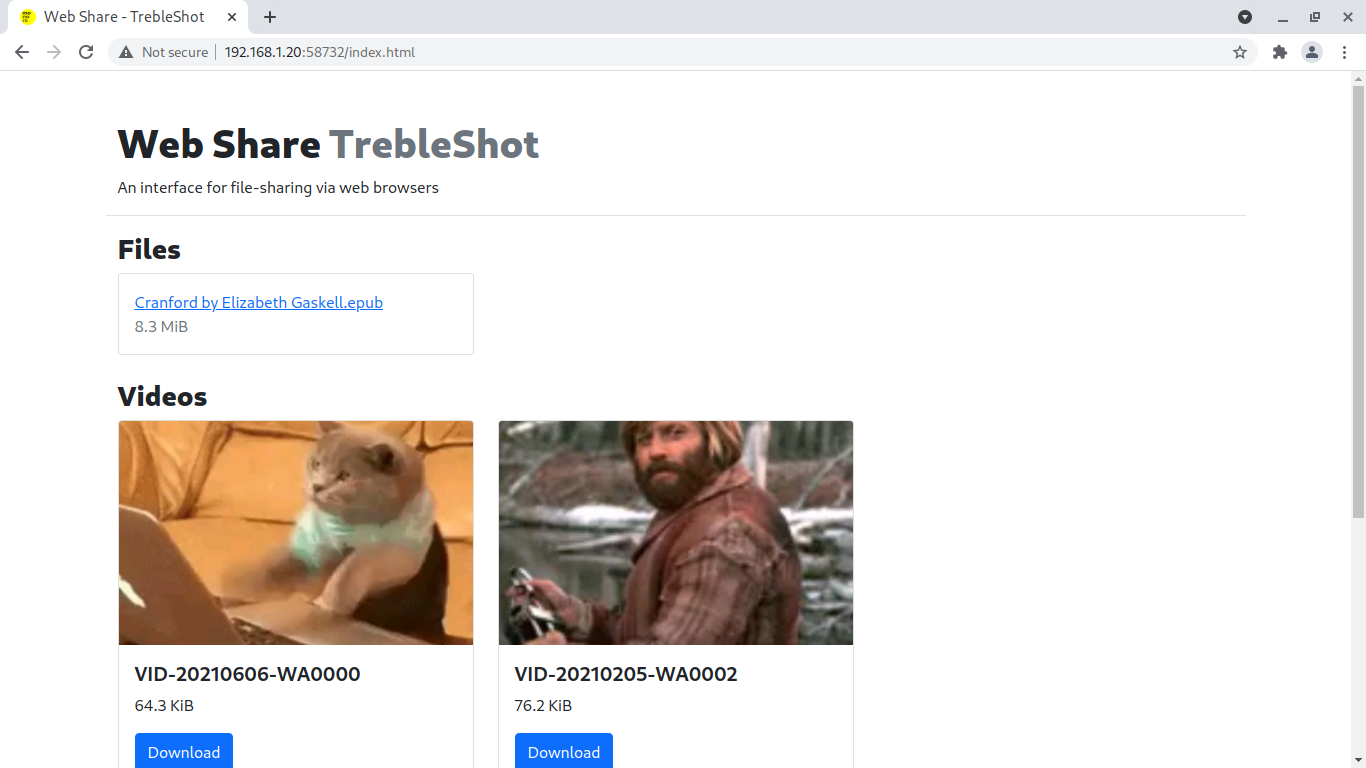 Web Share - TrebleShot
Not secure
192.168.1.20:58732/index.html
Web Share TrebleShot
An interface for file-sharing via web browsers
Files
Cranford by Elizabeth Gaskell.epub
8.3 MiB
Videos
VID-20210606-WA0000
64.3 KiB
Download
VID-20210205-WA0002
76.2 KiB
Download